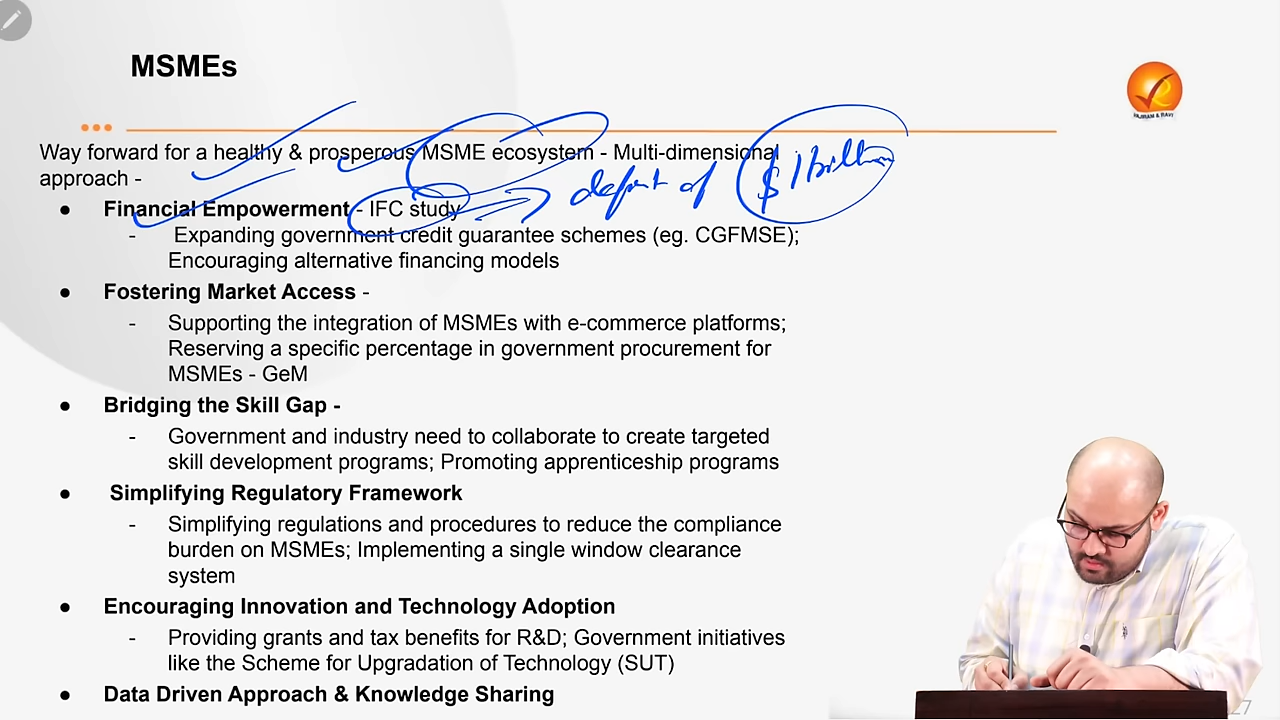 MSMEs
VAJIRAM & RAVI
Way forward for a healthy & prosperous MSME ecosystem - Multi-dimensional
approach -
● Financial Empowerment - IFC study
deficit of $ 1 billion
- Expanding government credit guarantee schemes (eg. CGFMSE);
Encouraging alternative financing models
● Fostering Market Access -
- Supporting the integration of MSMEs with e-commerce platforms;
Reserving a specific percentage in government procurement for
MSMEs - GeM
● Bridging the Skill Gap -
- Government and industry need to collaborate to create targeted
skill development programs; Promoting apprenticeship programs
● Simplifying Regulatory Framework
- Simplifying regulations and procedures to reduce the compliance
burden on MSMEs; Implementing a single window clearance
system
● Encouraging Innovation and Technology Adoption
- Providing grants and tax benefits for R&D; Government initiatives
like the Scheme for Upgradation of Technology (SUT)
● Data Driven Approach & Knowledge Sharing
27